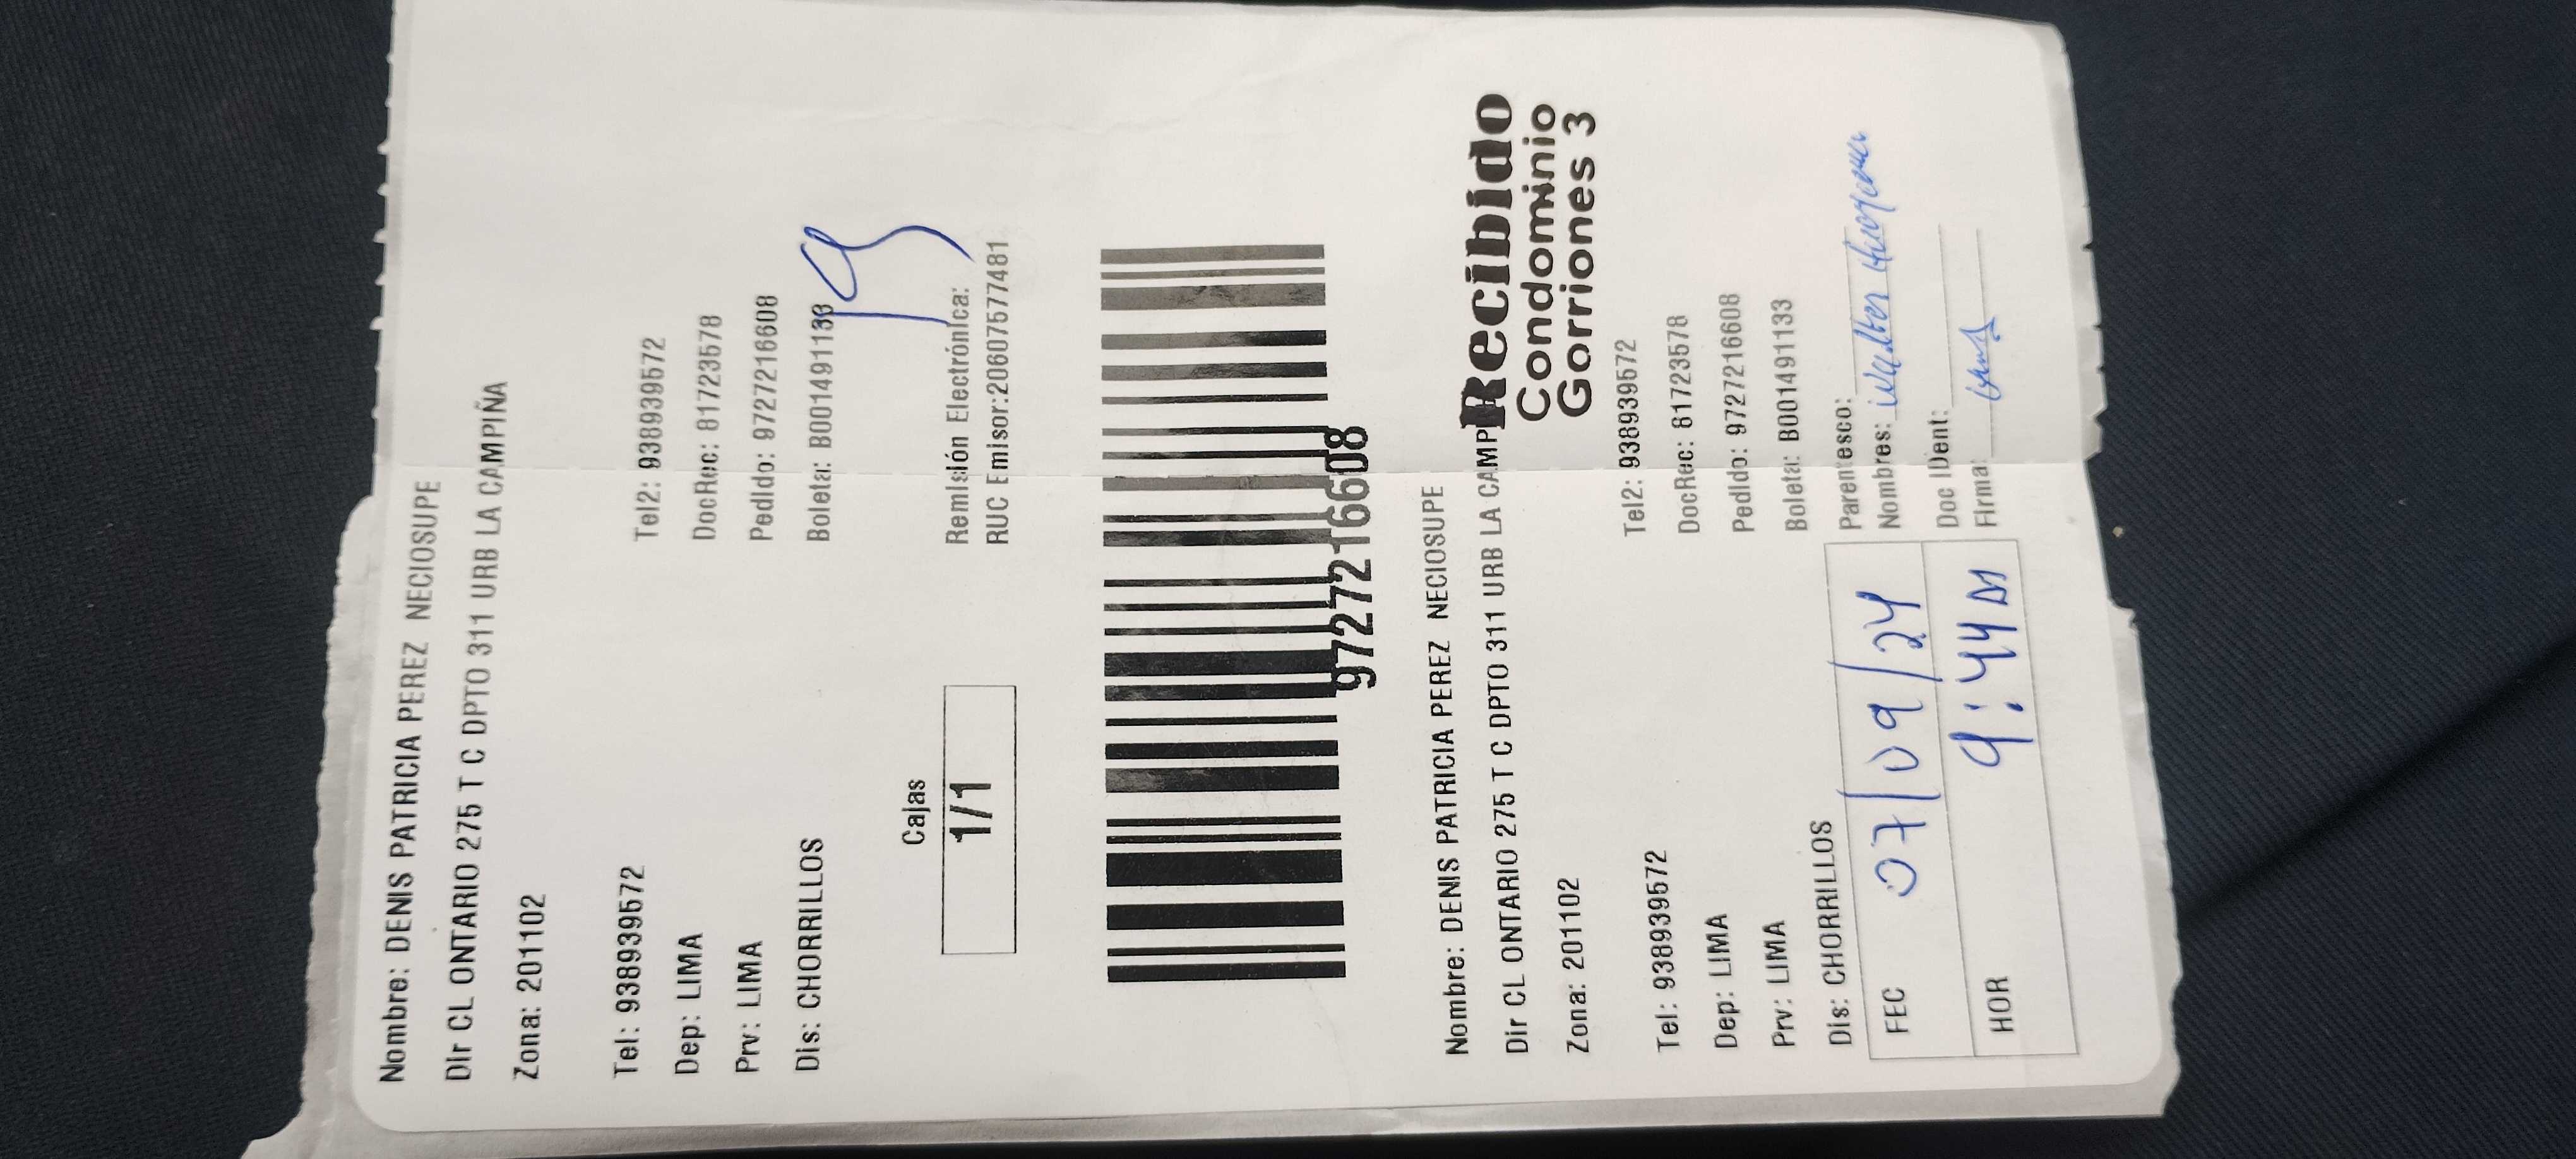 Nombre: DENIS PATRICIA PEREZ NECIOSUPE
Dir CL ONTARIO 275 T C DPTO 311 URB LA CAMPIÑA
Zona: 201102
Tel: 938939572 Tel2: 938939572
Dep: LIMA DocRec: 81723578
Prv: LIMA Pedido: 9727216608
Dis: CHORRILLOS Boleta: B001491133
Cajas
1/1
Remisión Electrónica:
RUC Emisor:20607577481
9727216608
Recibido
Condominio
Gorriones 3
Nombre: DENIS PATRICIA PEREZ NECIOSUPE
Dir CL ONTARIO 275 T C DPTO 311 URB LA CAMP
Zona: 201102
Tel: 938939572 Tel2: 938939572
Dep: LIMA DocRec: 81723578
Prv: LIMA Pedido: 9727216608
Dis: CHORRILLOS Boleta: B001491133
FEC 07/09/24
HOR 9:44
Parentesco:
Nombres: Walter
Doc IDent:
Firma: